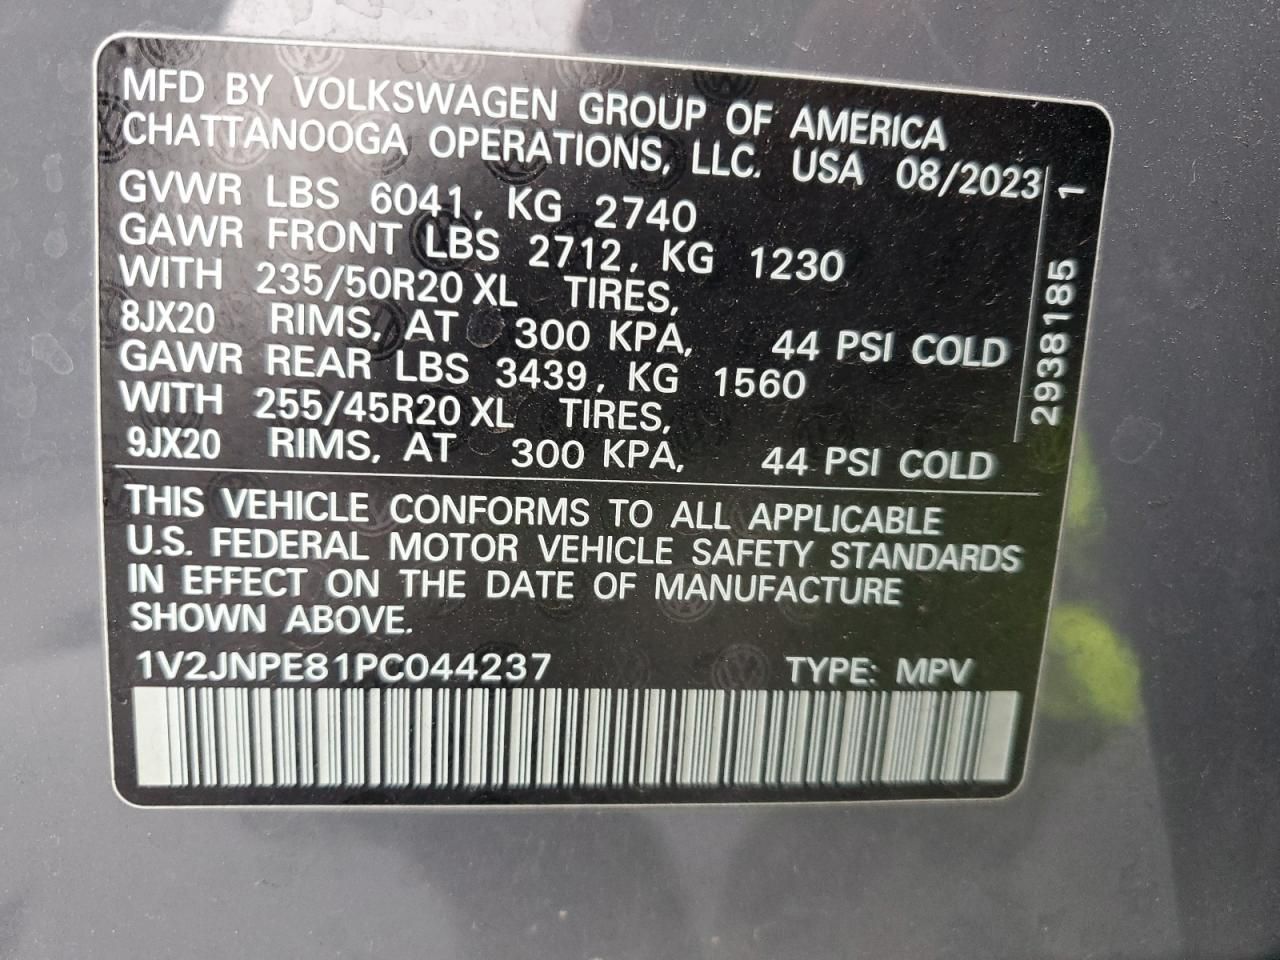 MFD BY VOLKSWAGEN GROUP OF AMERICA
CHATTANOOGA OPERATIONS, LLC. USA 08/2023
GVWR LBS 6041, KG 2740
GAWR FRONT LBS 2712, KG 1230
WITH 235/50R20 XL TIRES,
8JX20 RIMS, AT 300 KPA, 44 PSI COLD
GAWR REAR LBS 3439, KG 1560
WITH 255/45R20 XL TIRES,
9JX20 RIMS, AT 300 KPA, 44 PSI COLD
29381185 1
THIS VEHICLE CONFORMS TO ALL APPLICABLE
U.S. FEDERAL MOTOR VEHICLE SAFETY STANDARDS
IN EFFECT ON THE DATE OF MANUFACTURE
SHOWN ABOVE.
1V2JNPE81PC044237 TYPE: MPV